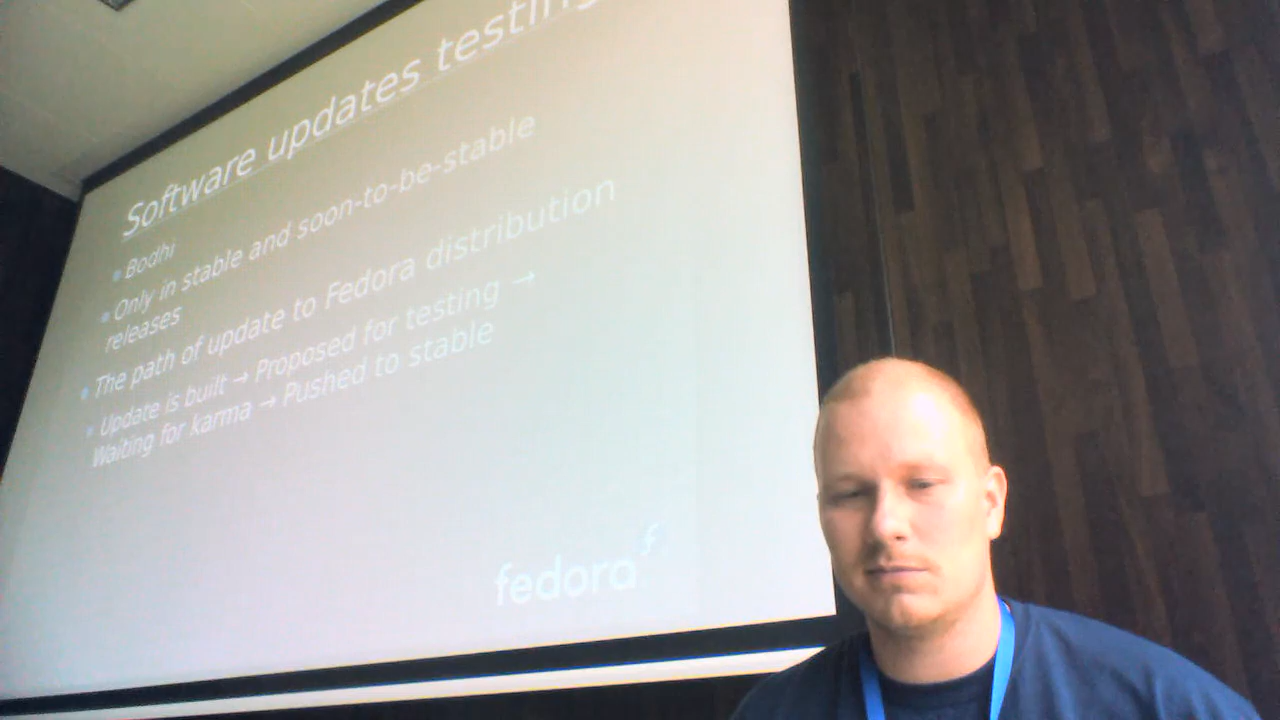 Software updates testing
Bodhi
Only in stable and soon-to-be-stable
releases
The path of update to Fedora distribution
Update is built → Proposed for testing →
Waiting for karma → Pushed to stable
fedora f